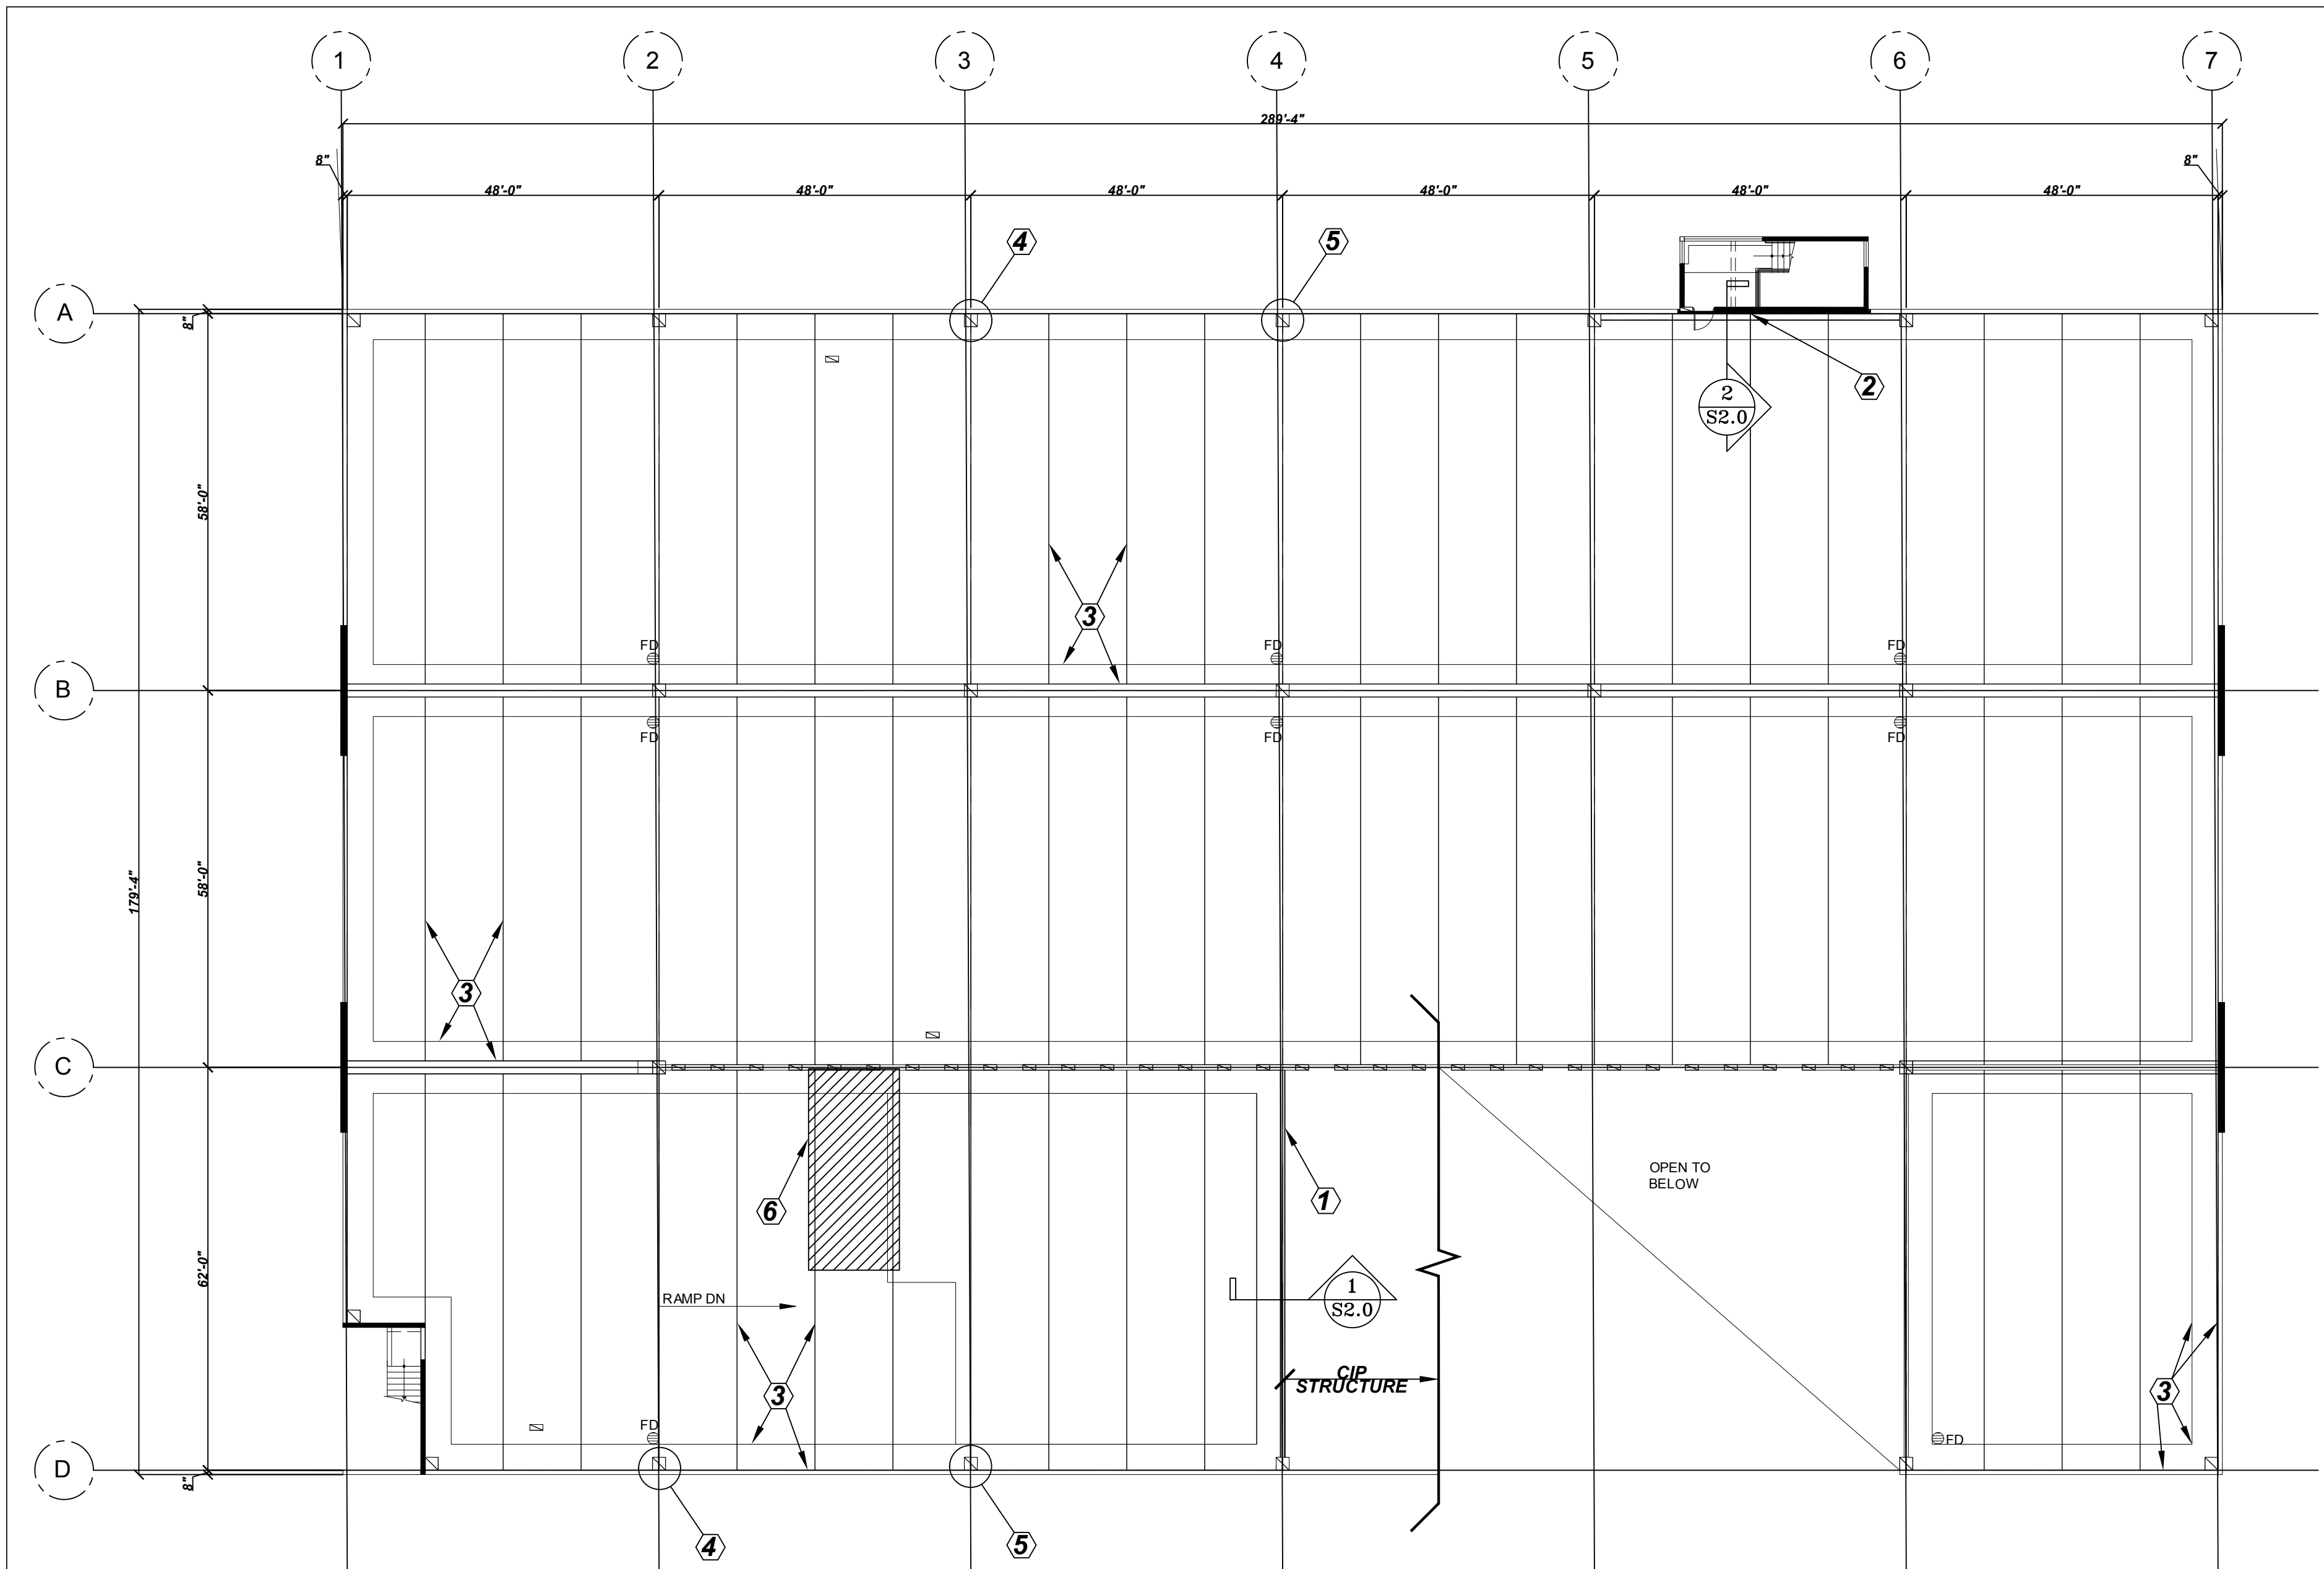 1 2 3 4 5 6 7
289'-4"
8" 8"
48'-0" 48'-0" 48'-0" 48'-0" 48'-0" 48'-0"
4 5
A
8"
2
2
S2.0
58'-0"
3
FD FD FD
B
FD FD FD
58'-0"
179'-4"
3
C
OPEN TO
BELOW
6 1
62'-0"
RAMP DN
1
S2.0
CIP
STRUCTURE
3 3
FD FD
D
8"
4 5